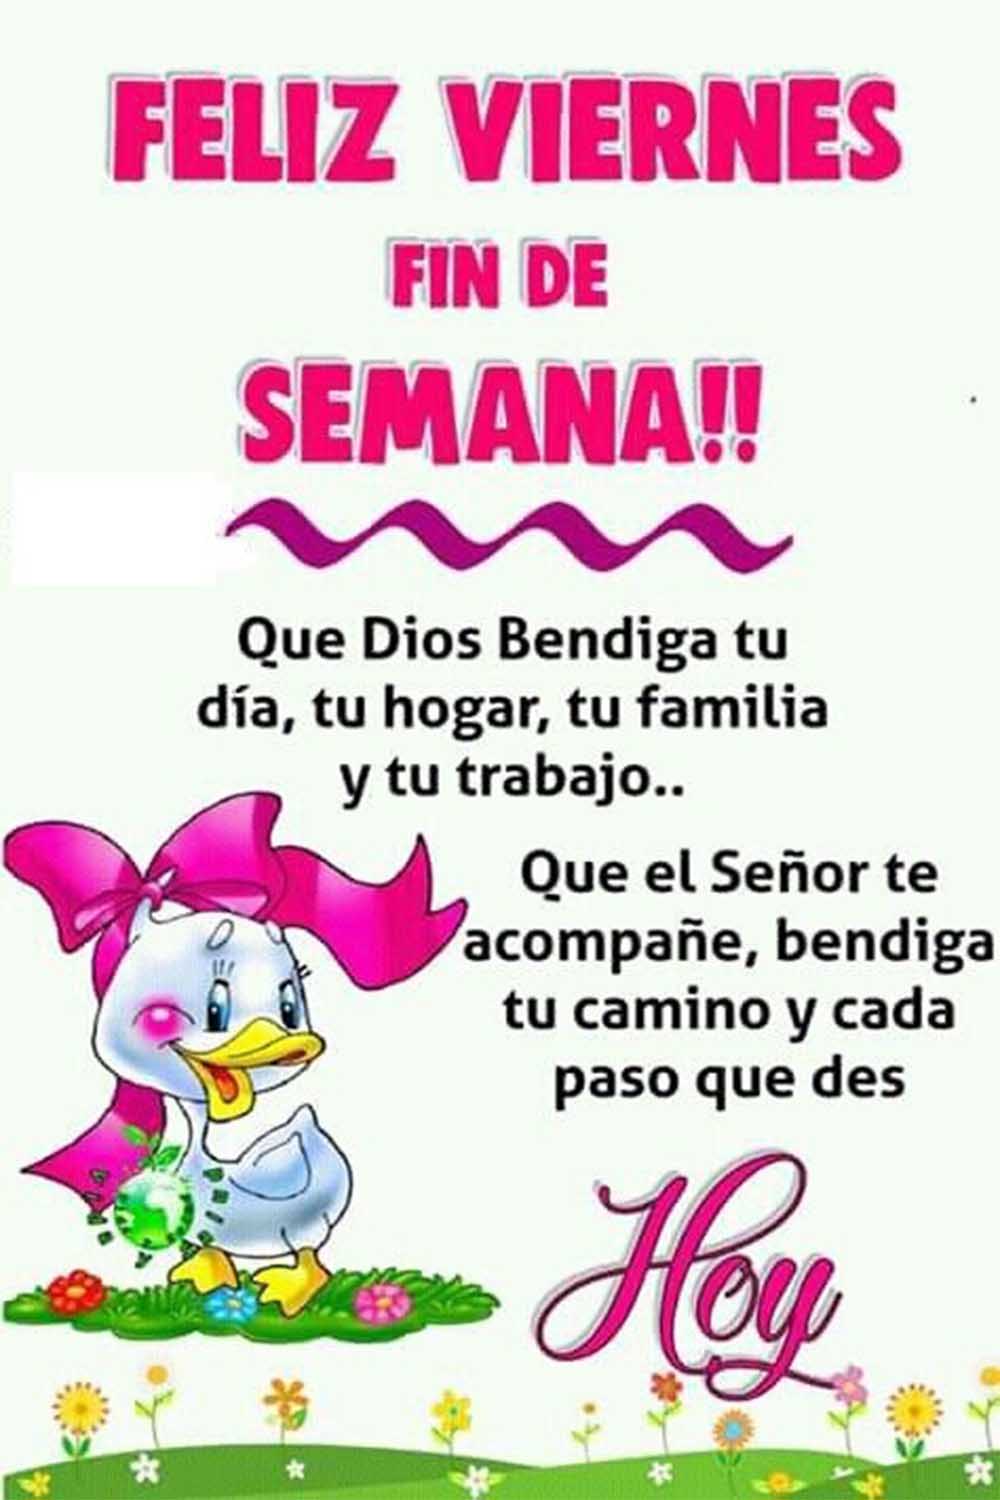 FELIZ VIERNES
FIN DE
SEMANA!!
Que Dios Bendiga tu
día, tu hogar, tu familia
y tu trabajo..
Que el Señor te
acompañe, bendiga
tu camino y cada
paso que des
Hoy